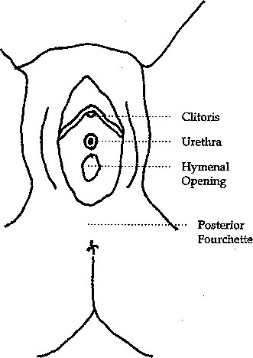 Clitoris
Urethra
Hymenal
Opening
Posterior
Fourchette